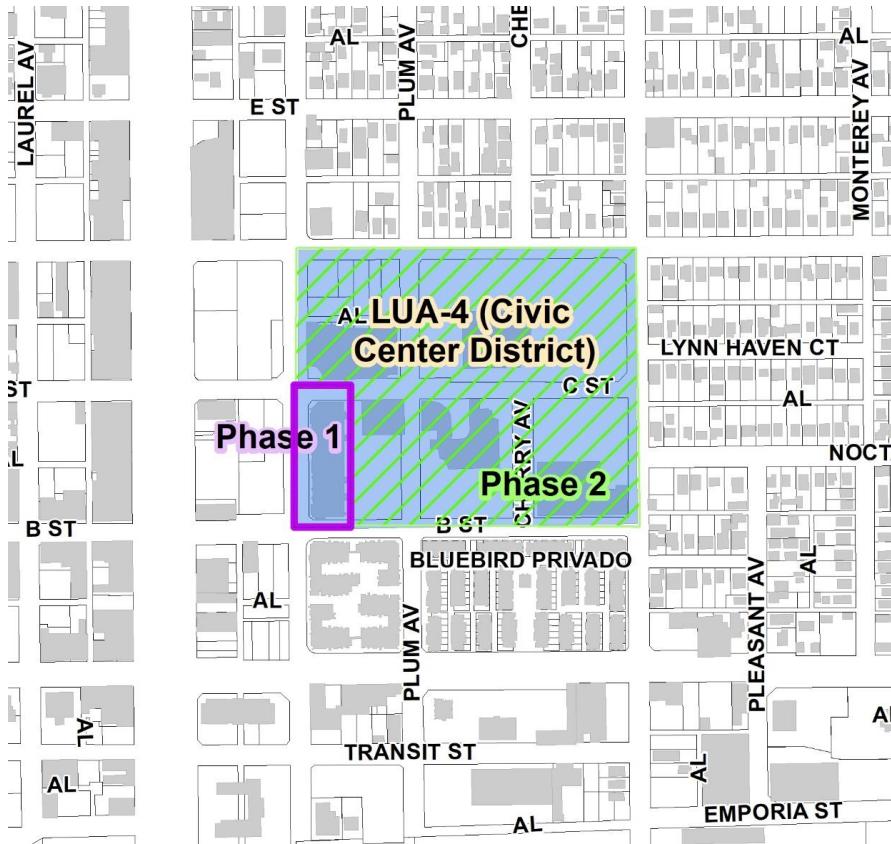 AL
CHE
AL
LAUREL AV
PLUM AV
MONTEREY AV
E ST
AL
LUA-4 (Civic
Center District)
LYNN HAVEN CT
C ST
ST
AL
Phase 1
CHERRY AV
NOCT
AL
Phase 2
B ST
B ST
BLUEBIRD PRIVADO
AL
PLEASANT AV
AL
PLUM AV
AL
AL
TRANSIT ST
AL
AL
EMPORIA ST
AL